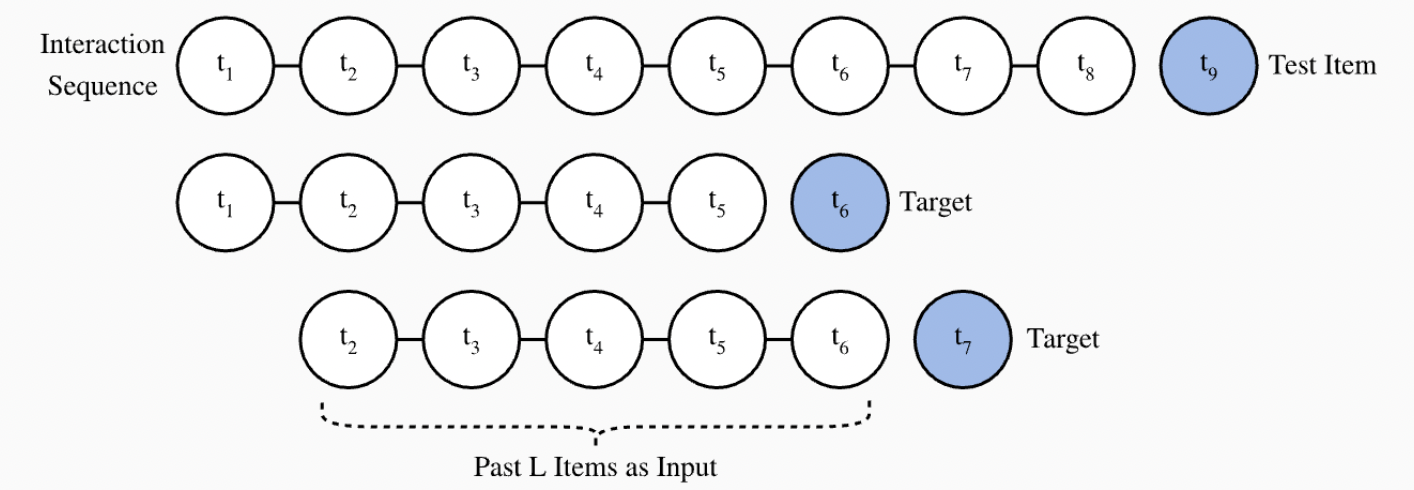 Interaction
Sequence
t₁ t₂ t₃ t₄ t₅ t₆ t₇ t₈ t₉ Test Item
t₁ t₂ t₃ t₄ t₅ t₆ Target
t₂ t₃ t₄ t₅ t₆ t₇ Target
Past L Items as Input